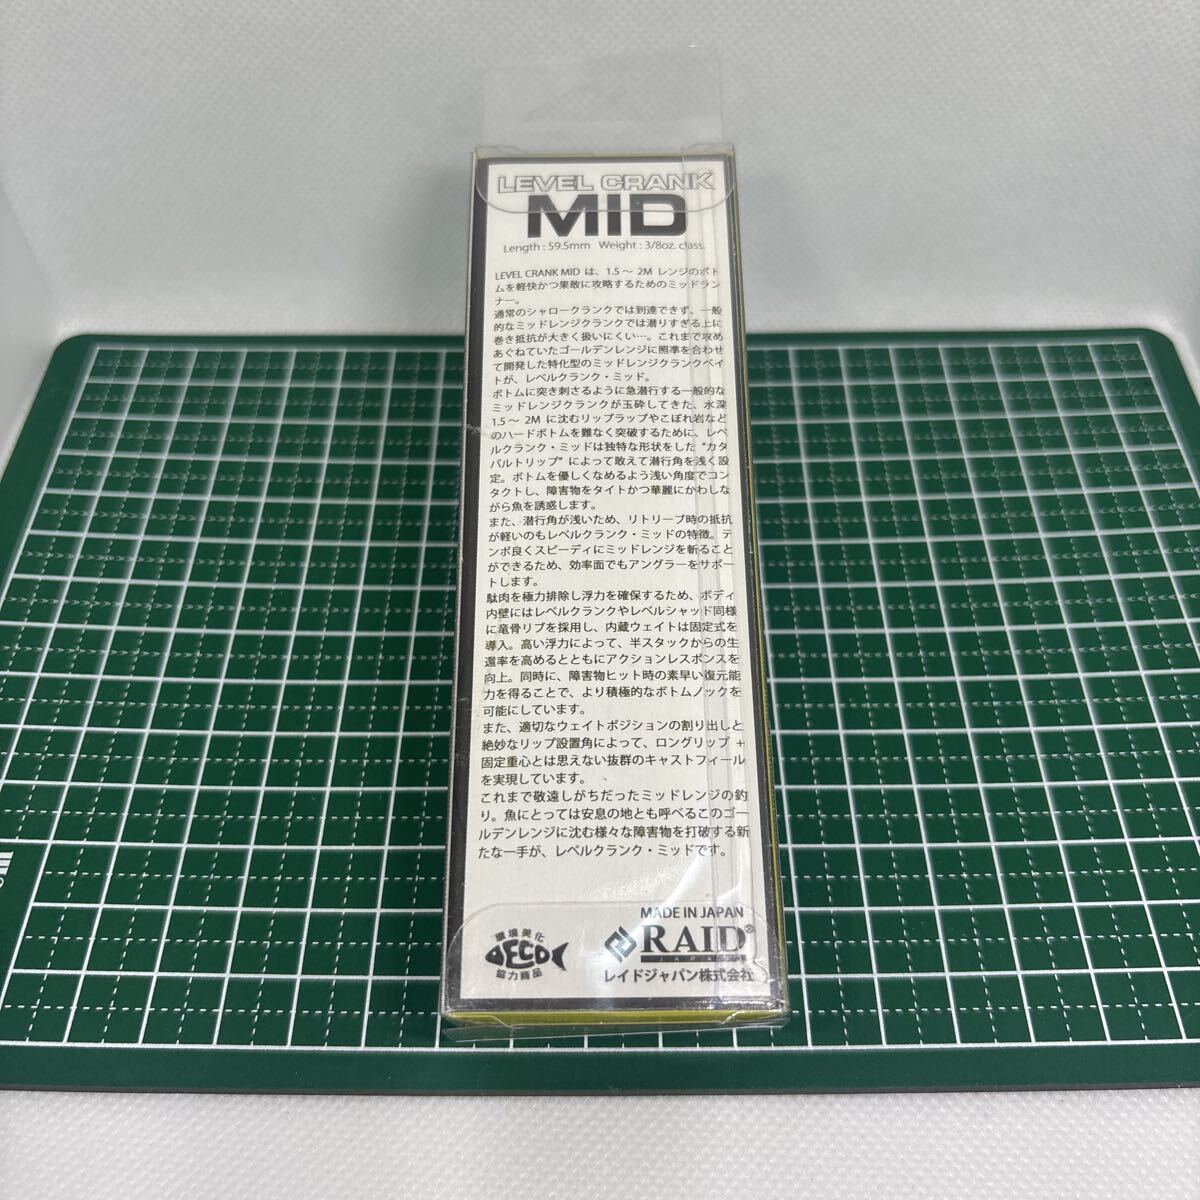 LEVEL CRANK
MID
Length : 59.5mm Weight : 3/8oz. class.
LEVEL CRANK MID は、1.5 ～ 2M レンジのボト
ムを軽快かつ果敢に攻略するためのミッドラン
ナー。
通常のシャロークランクでは到達できず、一般
的なミッドレンジクランクでは潜りすぎる上に
巻き抵抗が大きく扱いにくい…。これまで攻め
あぐねていたゴールデンレンジに照準を合わせ
て開発した特化型のミッドレンジクランクベイ
トが、レベルクランク・ミッド。
ボトムに突き刺さるように急潜行する一般的な
ミッドレンジクランクが玉砕してきた、水深
1.5 ～ 2M に沈むリップラップやこぼれ岩など
のハードボトムを難なく突破するために、レベ
ルクランク・ミッドは独特な形状をした “カタ
パルトリップ” によって敢えて潜行角を浅く設
定。ボトムを優しくなめるよう浅い角度でコン
タクトし、障害物をタイトかつ華麗にかわしな
がら魚を誘惑します。
また、潜行角が浅いため、リトリーブ時の抵抗
が軽いのもレベルクランク・ミッドの特徴。テ
ンポ良くスピーディにミッドレンジを斬ること
ができるため、効率面でもアングラーをサポー
トします。
駄肉を極力排除し浮力を確保するため、ボディ
内壁にはレベルクランクやレベルシャッド同様
に竜骨リブを採用し、内蔵ウェイトは固定式を
導入。高い浮力によって、半スタックからの生
還率を高めるとともにアクションレスポンスを
向上。同時に、障害物ヒット時の素早い復元能
力を得ることで、より積極的なボトムノックを
可能にしています。
また、適切なウェイトポジションの割り出しと
絶妙なリップ設置角によって、ロングリップ +
固定重心とは思えない抜群のキャストフィール
を実現しています。
これまで敬遠しがちだったミッドレンジの釣
り。魚にとっては安息の地とも呼べるこのゴー
ルデンレンジに沈む様々な障害物を打破する新
たな一手が、レベルクランク・ミッドです。
環境美化
DECO
協力商品
MADE IN JAPAN
RAID®
JAPAN
レイドジャパン株式会社